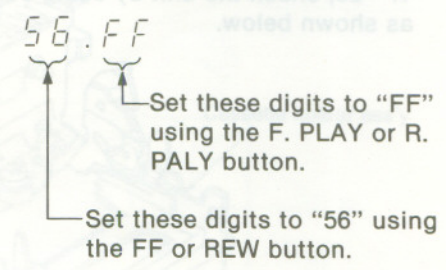 56.FF
Set these digits to "FF"
using the F. PLAY or R.
PALY button.
Set these digits to "56" using
the FF or REW button.